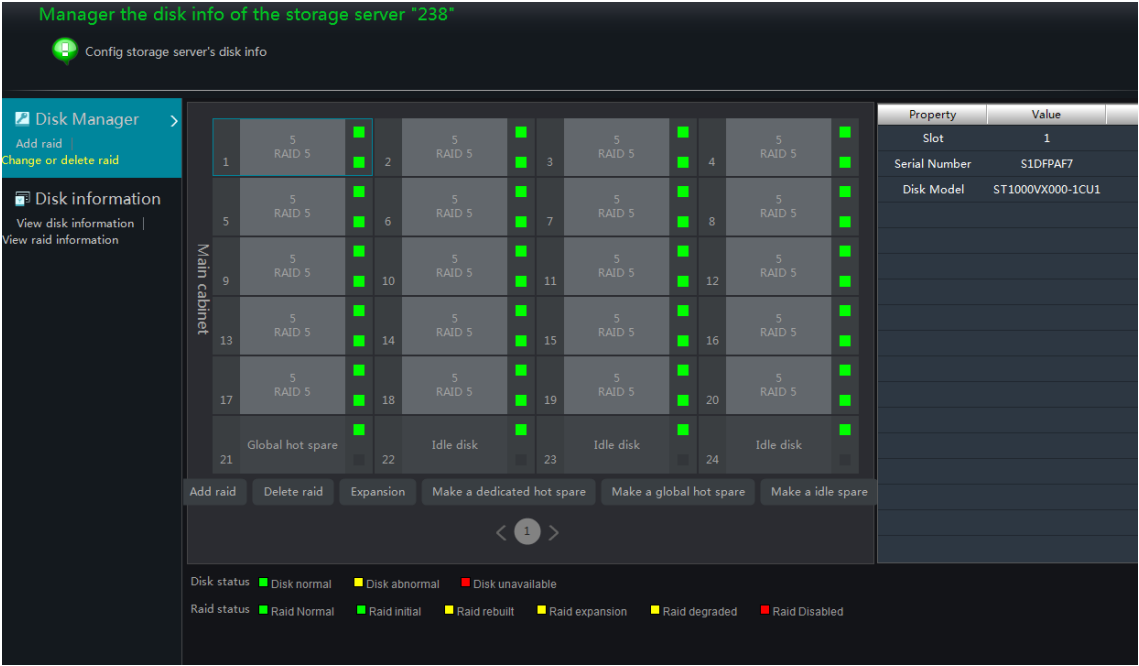 Manager the disk info of the storage server "238"
Config storage server's disk info
Disk Manager
Add raid
Change or delete raid
Disk information
View disk information
View raid information
Main cabinet
1
5
RAID 5
2
5
RAID 5
3
5
RAID 5
4
5
RAID 5
5
5
RAID 5
6
5
RAID 5
7
5
RAID 5
8
5
RAID 5
9
5
RAID 5
10
5
RAID 5
11
5
RAID 5
12
5
RAID 5
13
5
RAID 5
14
5
RAID 5
15
5
RAID 5
16
5
RAID 5
17
5
RAID 5
18
5
RAID 5
19
5
RAID 5
20
5
RAID 5
21
Global hot spare
22
Idle disk
23
Idle disk
24
Idle disk
Add raid Delete raid Expansion Make a dedicated hot spare Make a global hot spare Make a idle spare
1
Property Value
Slot 1
Serial Number S1DFPAF7
Disk Model ST1000VX000-1CU1
Disk status Disk normal Disk abnormal Disk unavailable
Raid status Raid Normal Raid initial Raid rebuilt Raid expansion Raid degraded Raid Disabled